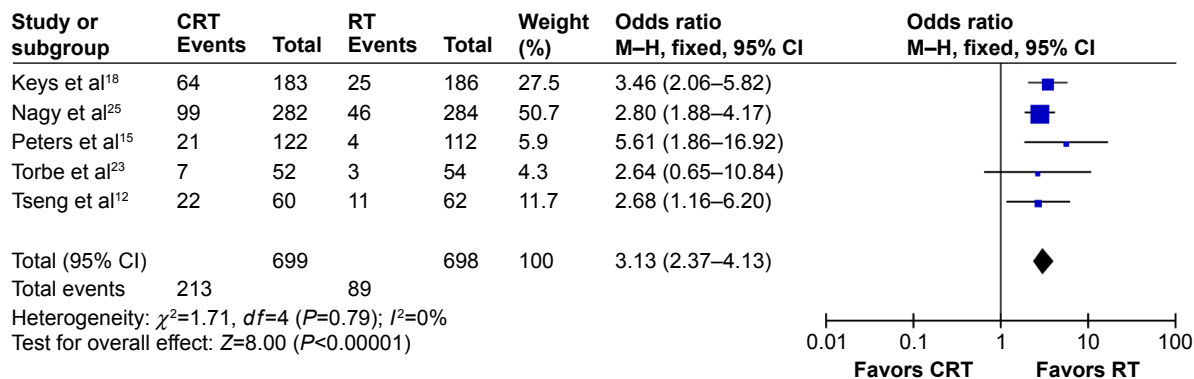 Study or subgroup CRT Events Total RT Events Total Weight (%) Odds ratio M–H, fixed, 95% CI Odds ratio M–H, fixed, 95% CI
Keys et al18 64 183 25 186 27.5 3.46 (2.06–5.82)
Nagy et al25 99 282 46 284 50.7 2.80 (1.88–4.17)
Peters et al15 21 122 4 112 5.9 5.61 (1.86–16.92)
Torbe et al23 7 52 3 54 4.3 2.64 (0.65–10.84)
Tseng et al12 22 60 11 62 11.7 2.68 (1.16–6.20)
Total (95% CI) 699 698 100 3.13 (2.37–4.13)
Total events 213 89
Heterogeneity: χ2=1.71, df=4 (P=0.79); I2=0%
Test for overall effect: Z=8.00 (P<0.00001)
0.01 0.1 1 10 100
Favors CRT Favors RT